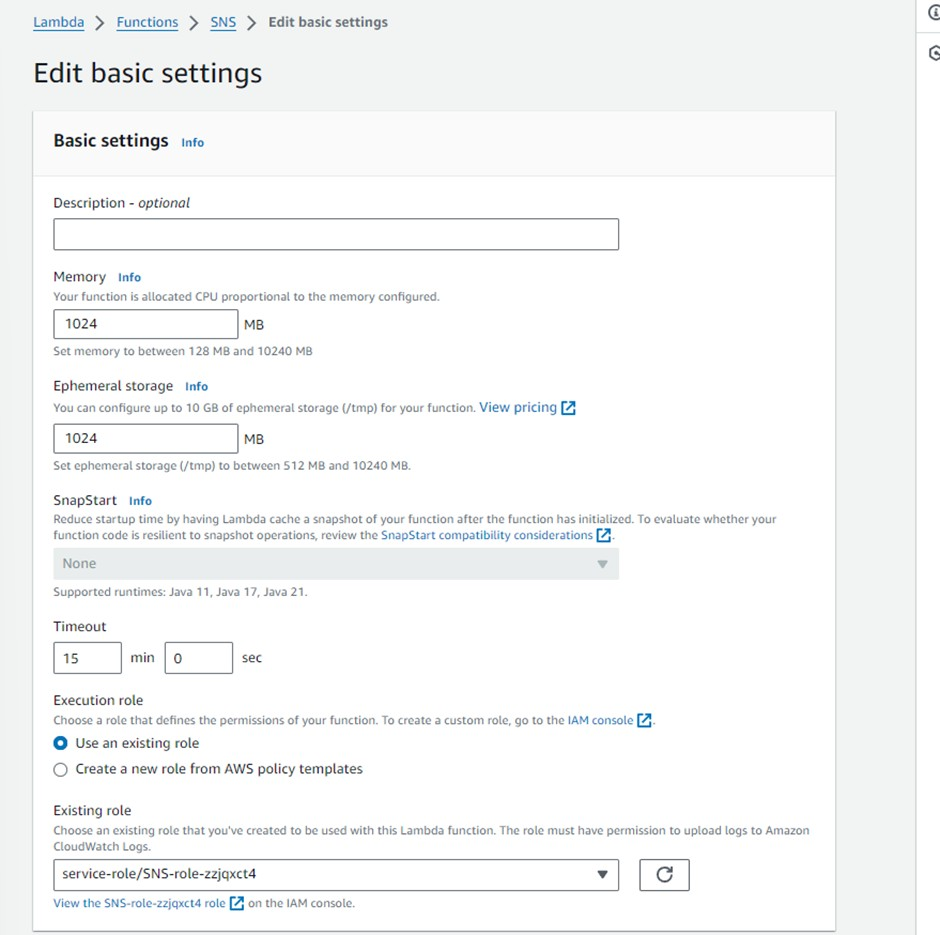 Lambda > Functions > SNS > Edit basic settings
Edit basic settings
Basic settings Info
Description - optional
Memory Info
Your function is allocated CPU proportional to the memory configured.
1024 MB
Set memory to between 128 MB and 10240 MB
Ephemeral storage Info
You can configure up to 10 GB of ephemeral storage (/tmp) for your function. View pricing
1024 MB
Set ephemeral storage (/tmp) to between 512 MB and 10240 MB.
SnapStart Info
Reduce startup time by having Lambda cache a snapshot of your function after the function has initialized. To evaluate whether your
function code is resilient to snapshot operations, review the SnapStart compatibility considerations.
None
Supported runtimes: Java 11, Java 17, Java 21.
Timeout
15 min 0 sec
Execution role
Choose a role that defines the permissions of your function. To create a custom role, go to the IAM console.
Use an existing role
Create a new role from AWS policy templates
Existing role
Choose an existing role that you've created to be used with this Lambda function. The role must have permission to upload logs to Amazon
CloudWatch Logs.
service-role/SNS-role-zzjqxct4
View the SNS-role-zzjqxct4 role on the IAM console.